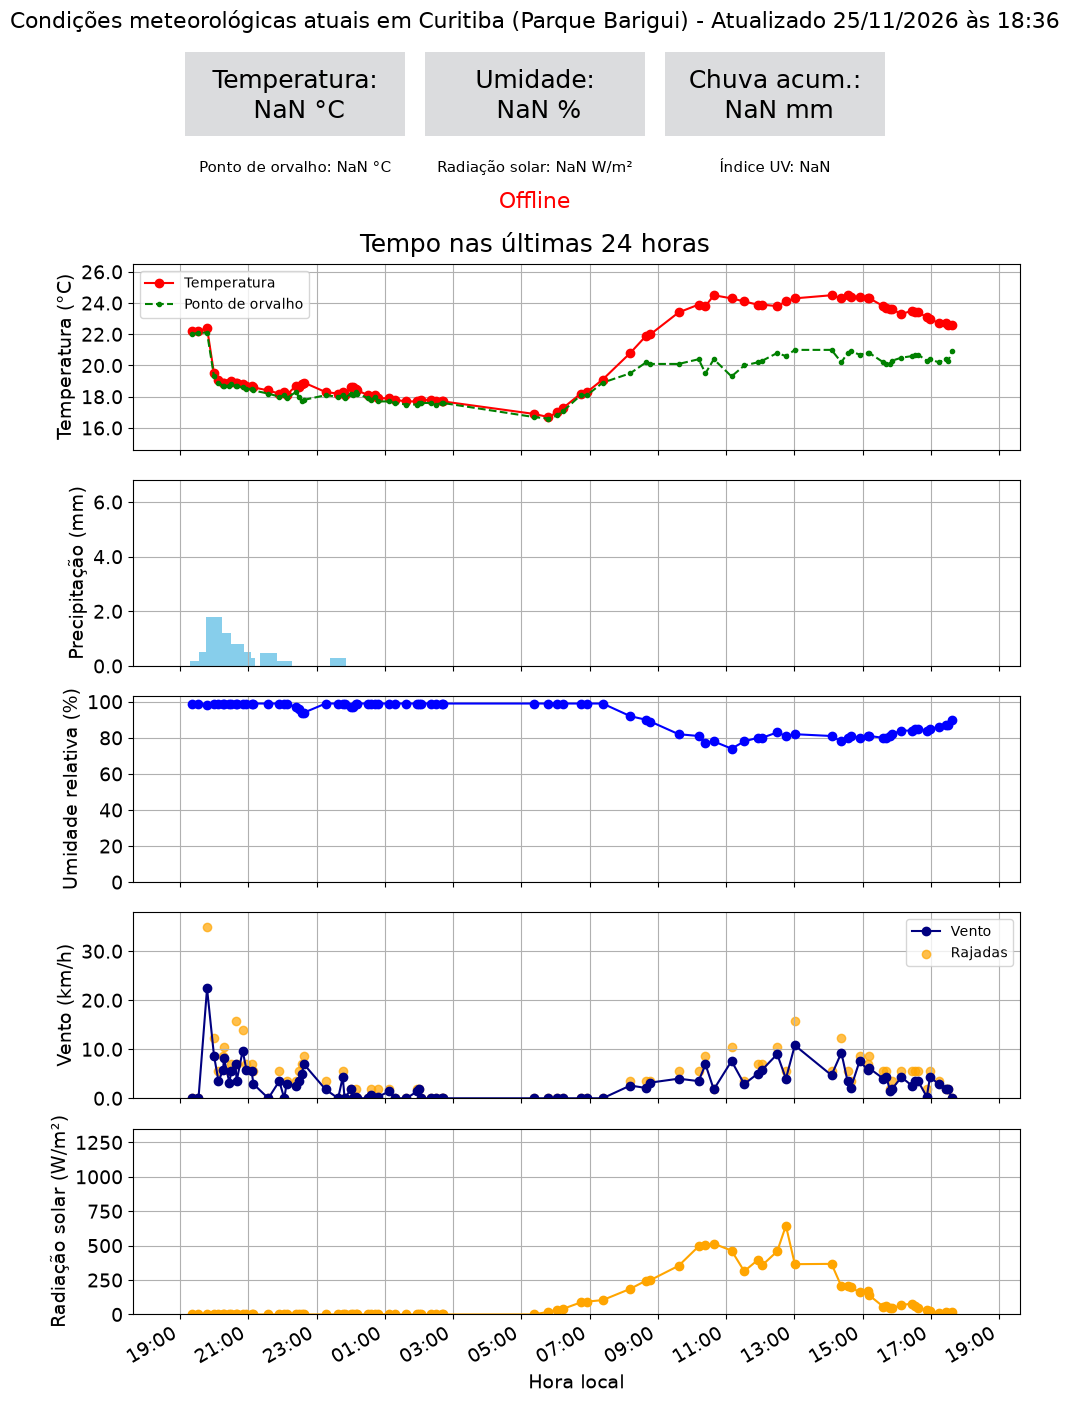 Condições meteorológicas atuais em Curitiba (Parque Barigui) - Atualizado 25/11/2026 às 18:36
Temperatura:
NaN °C
Umidade:
NaN %
Chuva acum.:
NaN mm
Ponto de orvalho: NaN °C
Radiação solar: NaN W/m²
Índice UV: NaN
Offline
Tempo nas últimas 24 horas
Temperatura (°C)
26.0
24.0
22.0
20.0
18.0
16.0
Temperatura
Ponto de orvalho
Precipitação (mm)
6.0
4.0
2.0
0.0
Umidade relativa (%)
100
80
60
40
20
0
Vento (km/h)
30.0
20.0
10.0
0.0
Vento
Rajadas
Radiação solar (W/m²)
1250
1000
750
500
250
0
19:00
21:00
23:00
01:00
03:00
05:00
07:00
09:00
11:00
13:00
15:00
17:00
19:00
Hora local